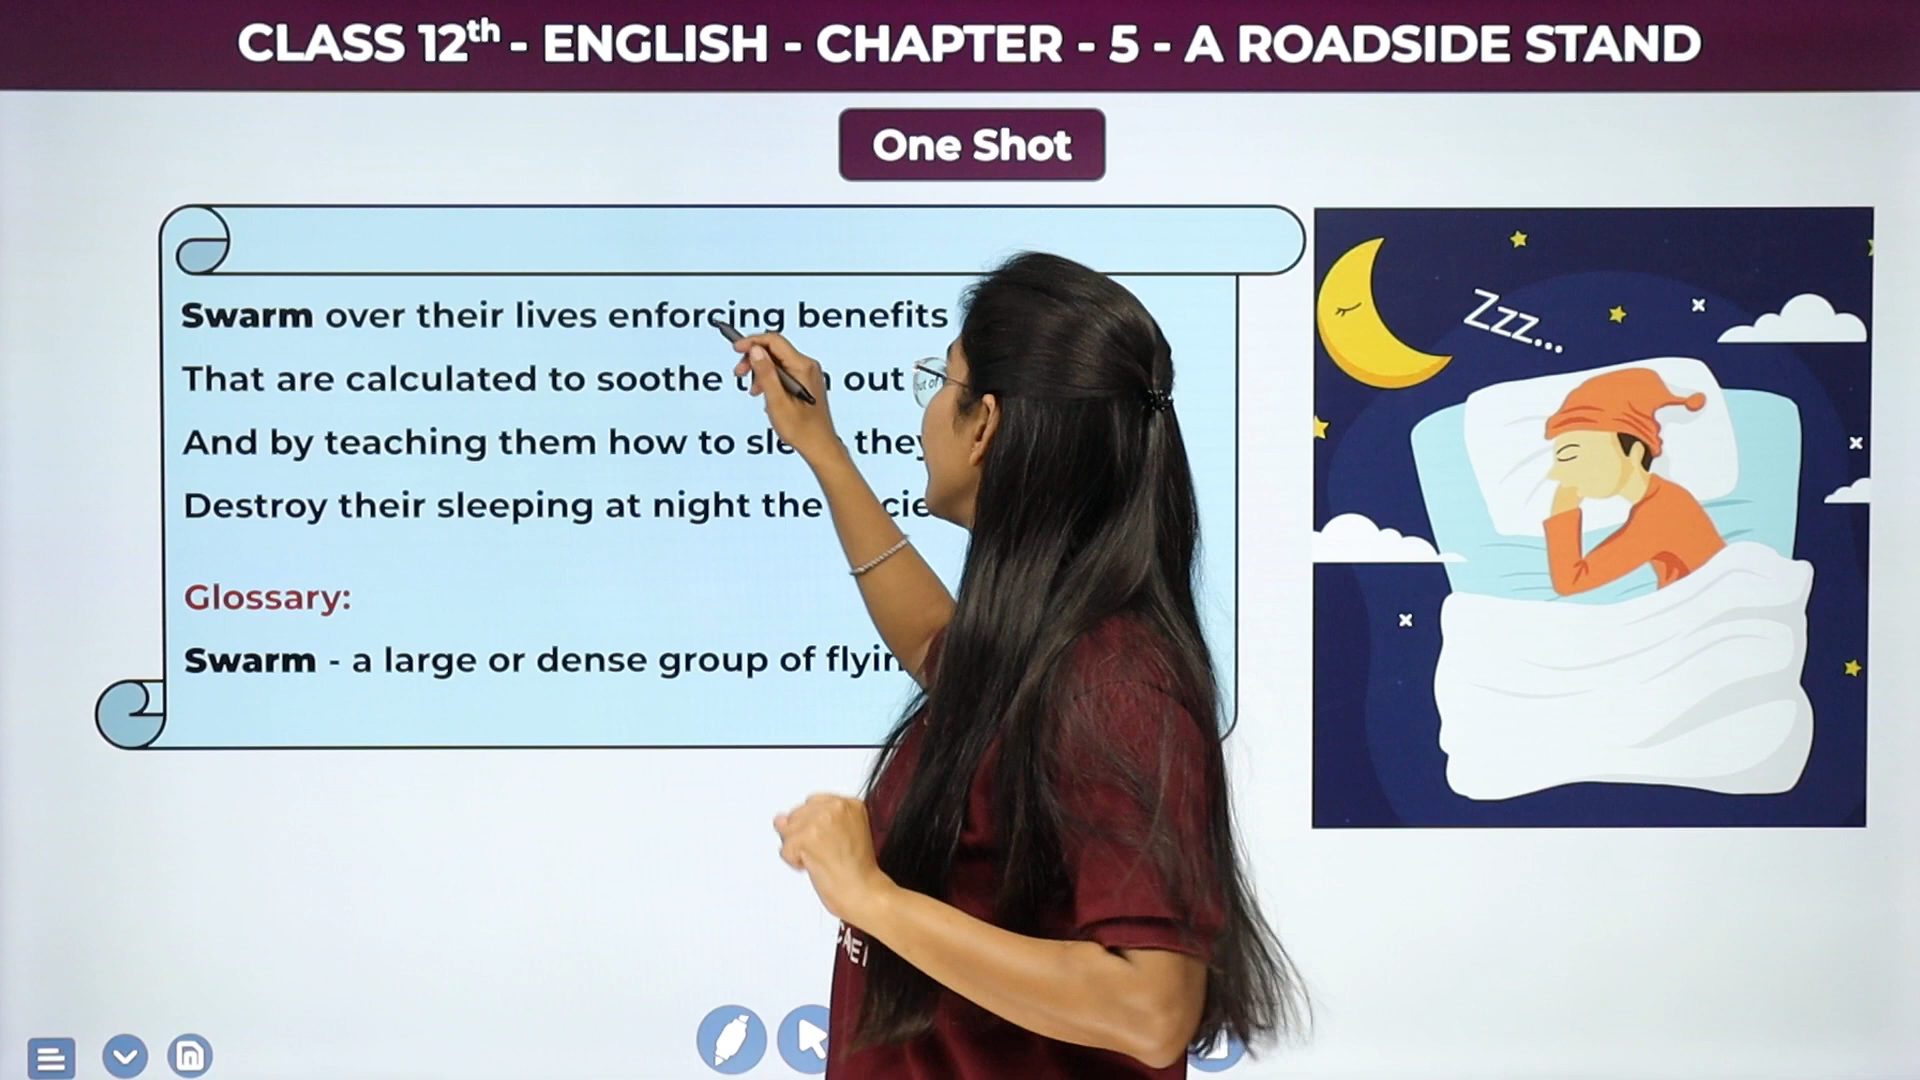 CLASS 12th - ENGLISH - CHAPTER - 5 - A ROADSIDE STAND
One Shot
Swarm over their lives enforcing benefits
That are calculated to soothe out
And by teaching them how to
Destroy their sleeping at night the
Glossary:
Swarm - a large or dense group of
Zzz...